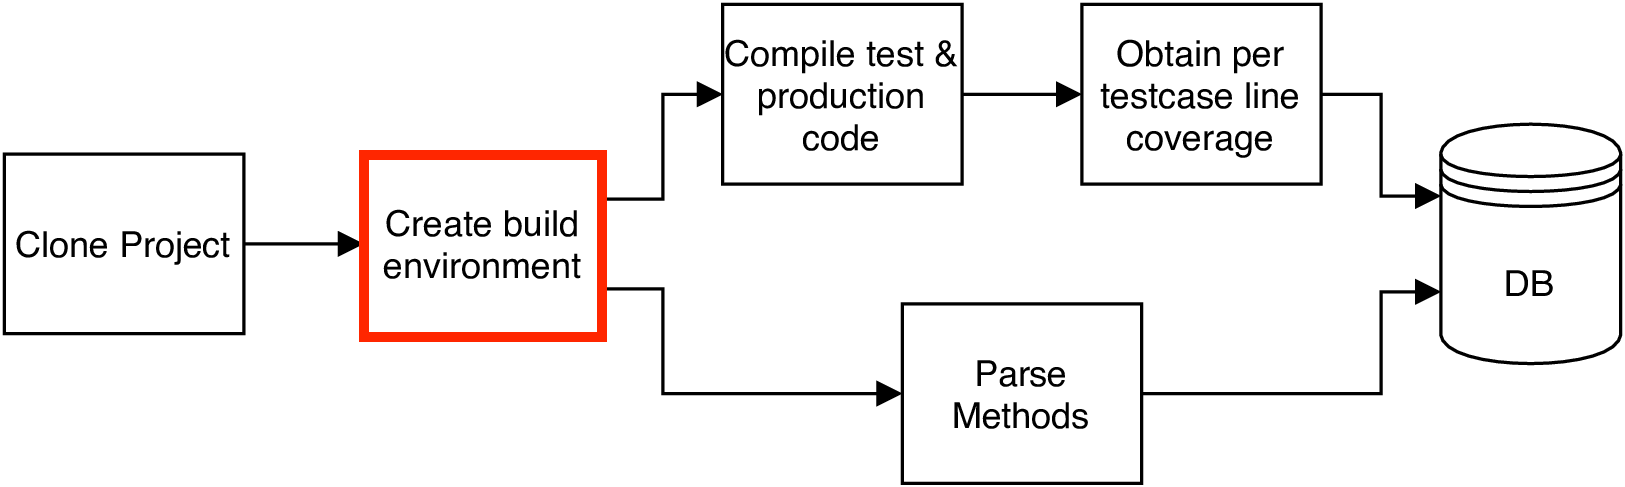 Clone Project
Create build
environment
Compile test &
production
code
Obtain per
testcase line
coverage
Parse
Methods
DB